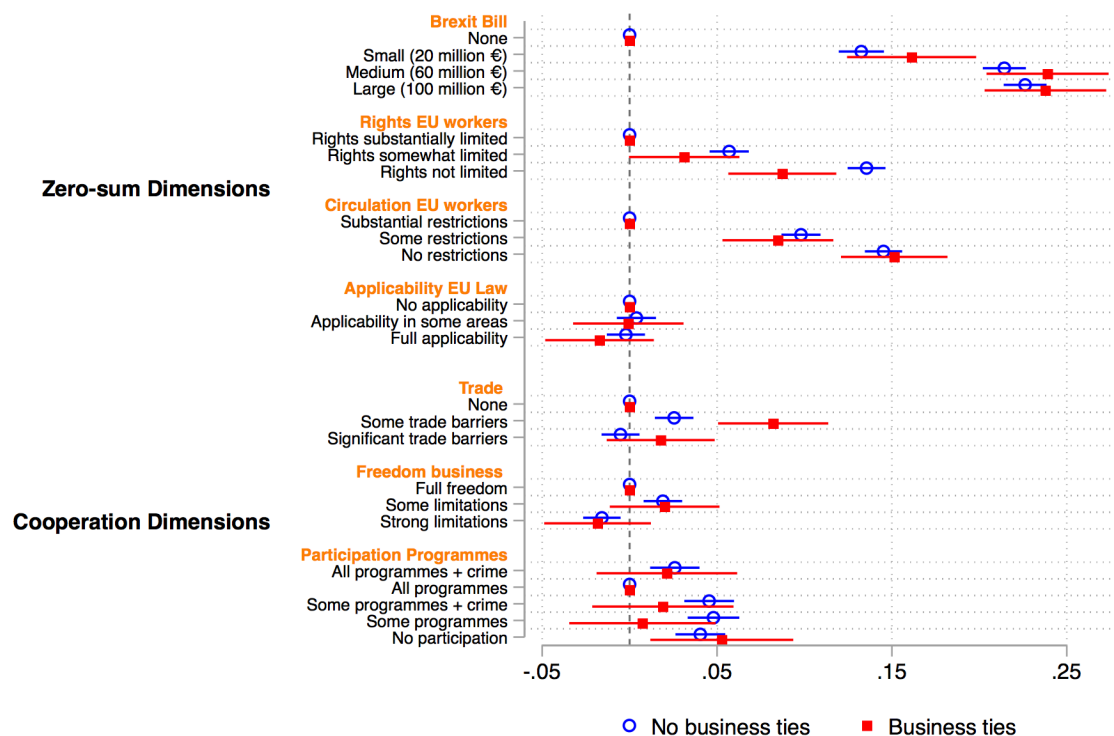 Brexit Bill
None
Small (20 million €)
Medium (60 million €)
Large (100 million €)
Rights EU workers
Rights substantially limited
Rights somewhat limited
Rights not limited
Zero-sum Dimensions
Circulation EU workers
Substantial restrictions
Some restrictions
No restrictions
Applicability EU Law
No applicability
Applicability in some areas
Full applicability
Trade
None
Some trade barriers
Significant trade barriers
Freedom business
Full freedom
Some limitations
Strong limitations
Cooperation Dimensions
Participation Programmes
All programmes + crime
All programmes
Some programmes + crime
Some programmes
No participation
-.05 .05 .15 .25
No business ties Business ties